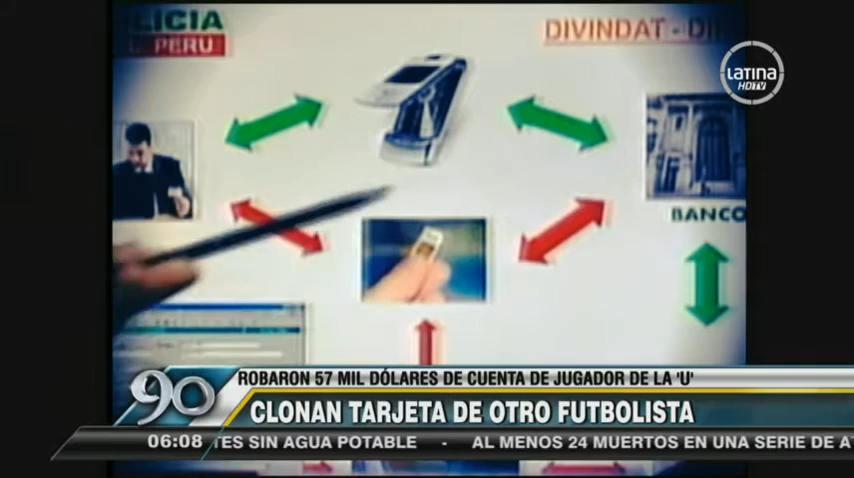 LICIA
PERU
DIVINDAT - DI
LATINA
HDTV
BANCO
ROBARON 57 MIL DÓLARES DE CUENTA DE JUGADOR DE LA 'U'
90
CLONAN TARJETA DE OTRO FUTBOLISTA
06:08
TES SIN AGUA POTABLE - AL MENOS 24 MUERTOS EN UNA SERIE DE AT